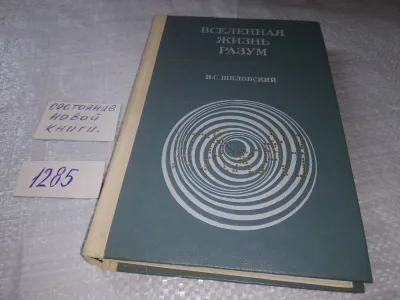 ВСЕЛЕННАЯ
ЖИЗНЬ
РАЗУМ
И.С. ШКЛОВСКИЙ
СОСТОЯНИЕ
НОВОЙ
КНИГИ.
1285